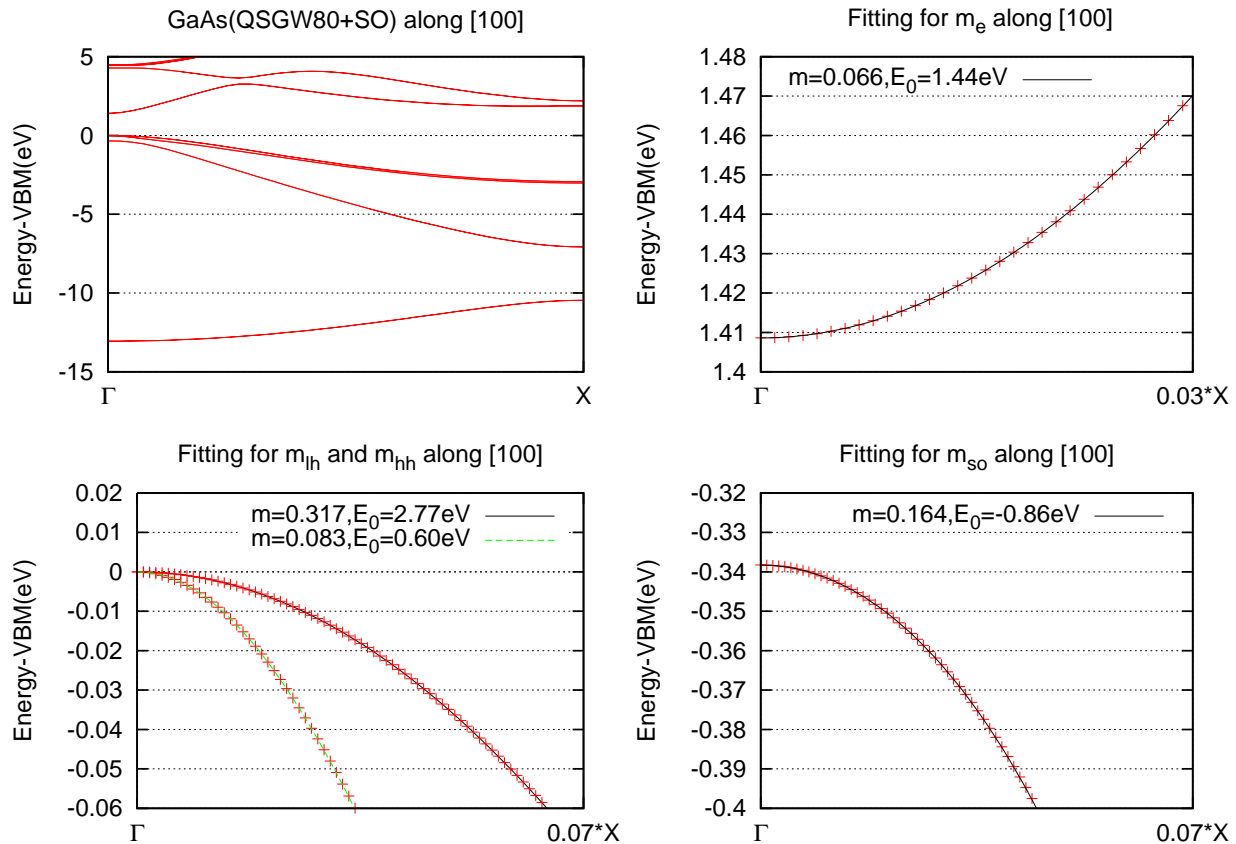 GaAs(QSGW80+SO) along [100]
Energy-VBM(eV)
5
0
-5
-10
-15
Γ X
Fitting for m_e along [100]
m=0.066,E_0=1.44eV
Energy-VBM(eV)
1.48
1.47
1.46
1.45
1.44
1.43
1.42
1.41
1.4
Γ 0.03*X
Fitting for m_lh and m_hh along [100]
m=0.317,E_0=2.77eV
m=0.083,E_0=0.60eV
Energy-VBM(eV)
0.02
0.01
0
-0.01
-0.02
-0.03
-0.04
-0.05
-0.06
Γ 0.07*X
Fitting for m_so along [100]
m=0.164,E_0=-0.86eV
Energy-VBM(eV)
-0.32
-0.33
-0.34
-0.35
-0.36
-0.37
-0.38
-0.39
-0.4
Γ 0.07*X